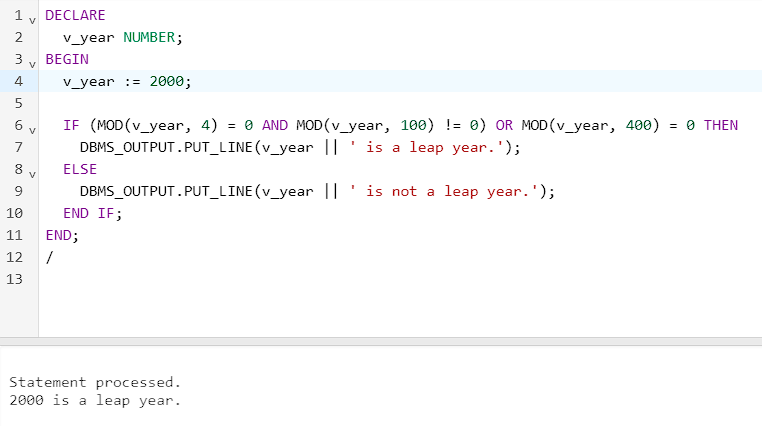 1 DECLARE
2   v_year NUMBER;
3 BEGIN
4   v_year := 2000;
5
6   IF (MOD(v_year, 4) = 0 AND MOD(v_year, 100) != 0) OR MOD(v_year, 400) = 0 THEN
7     DBMS_OUTPUT.PUT_LINE(v_year || ' is a leap year.');
8   ELSE
9     DBMS_OUTPUT.PUT_LINE(v_year || ' is not a leap year.');
10   END IF;
11 END;
12 /
13
Statement processed.
2000 is a leap year.